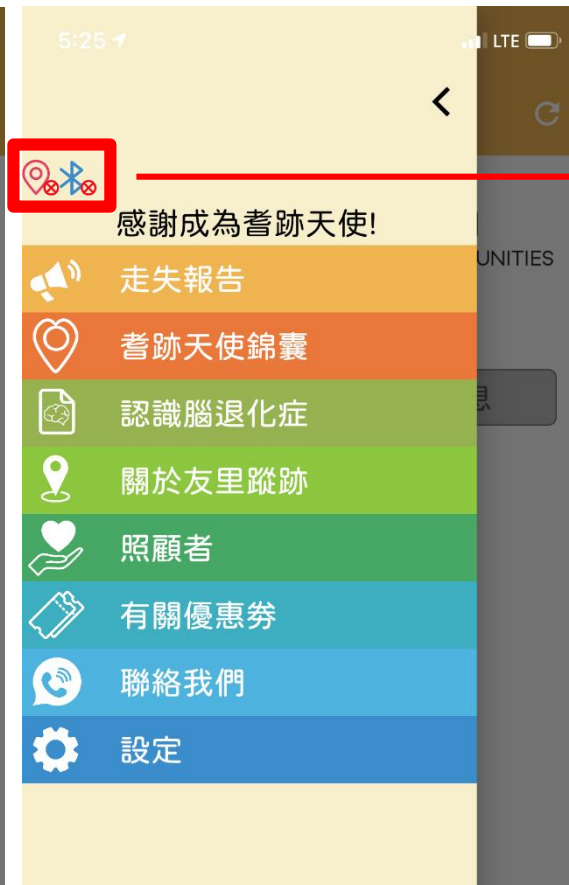 5:25
LTE
感謝成為耆跡天使!
UNITIES
走失報告
耆跡天使錦囊
認識腦退化症
息
關於友里蹤跡
照顧者
有關優惠券
聯絡我們
設定